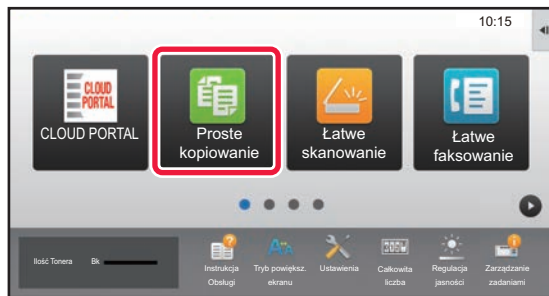 10:15
CLOUD
PORTAL
CLOUD PORTAL
Proste
kopiowanie
Łatwe
skanowanie
Łatwe
faksowanie
Ilość Tonera Bk
Instrukcja
Obsługi
Tryb powiększ.
ekranu
Ustawienia
Całkowita
liczba
Regulacja
jasności
Zarządzanie
zadaniami